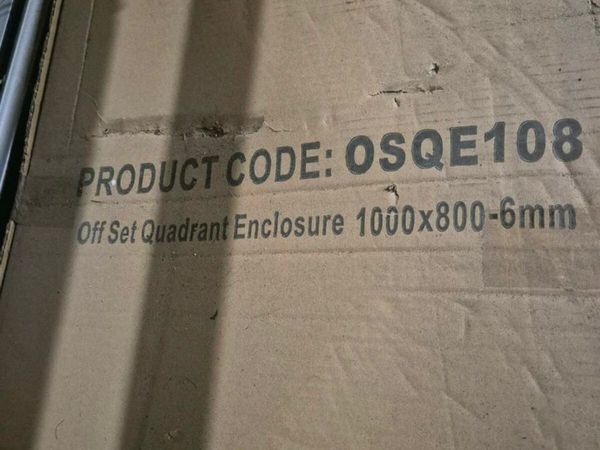 PRODUCT CODE: OSQE108
Off Set Quadrant Enclosure 1000x800-6mm